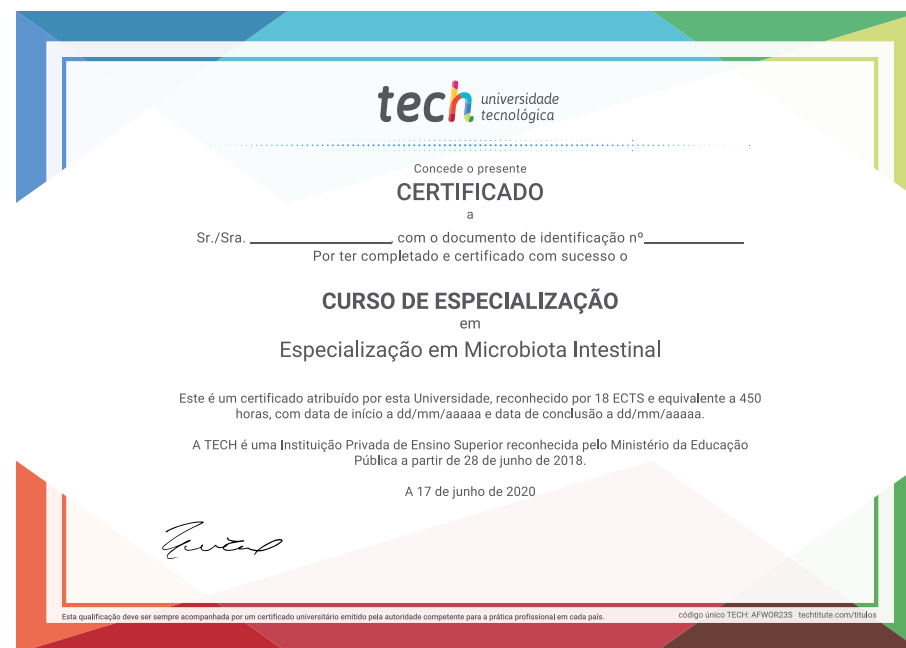 tech universidade
tecnológica
Concede o presente
CERTIFICADO
a
Sr./Sra. ____________________, com o documento de identificação nº______________
Por ter completado e certificado com sucesso o
CURSO DE ESPECIALIZAÇÃO
em
Especialização em Microbiota Intestinal
Este é um certificado atribuído por esta Universidade, reconhecido por 18 ECTS e equivalente a 450
horas, com data de início a dd/mm/aaaaa e data de conclusão a dd/mm/aaaaa.
A TECH é uma Instituição Privada de Ensino Superior reconhecida pelo Ministério da Educação
Pública a partir de 28 de junho de 2018.
A 17 de junho de 2020
Esta qualificação deve ser sempre acompanhada por um certificado universitário emitido pela autoridade competente para a prática profissional em cada país.
código único TECH: AFWOR23S techtitute.com/titulos